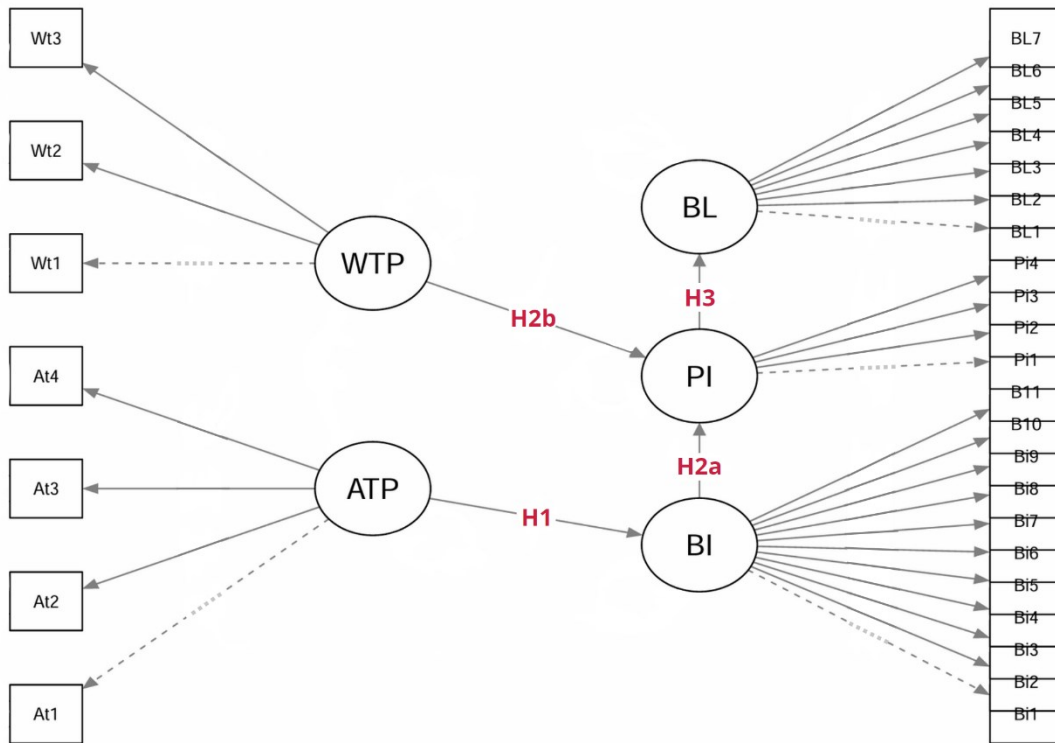 Wt3
Wt2
Wt1
At4
At3
At2
At1
WTP
ATP
H2b
H1
BL
H3
PI
H2a
BI
BL7
BL6
BL5
BL4
BL3
BL2
BL1
Pi4
Pi3
Pi2
Pi1
B11
B10
Bi9
Bi8
Bi7
Bi6
Bi5
Bi4
Bi3
Bi2
Bi1